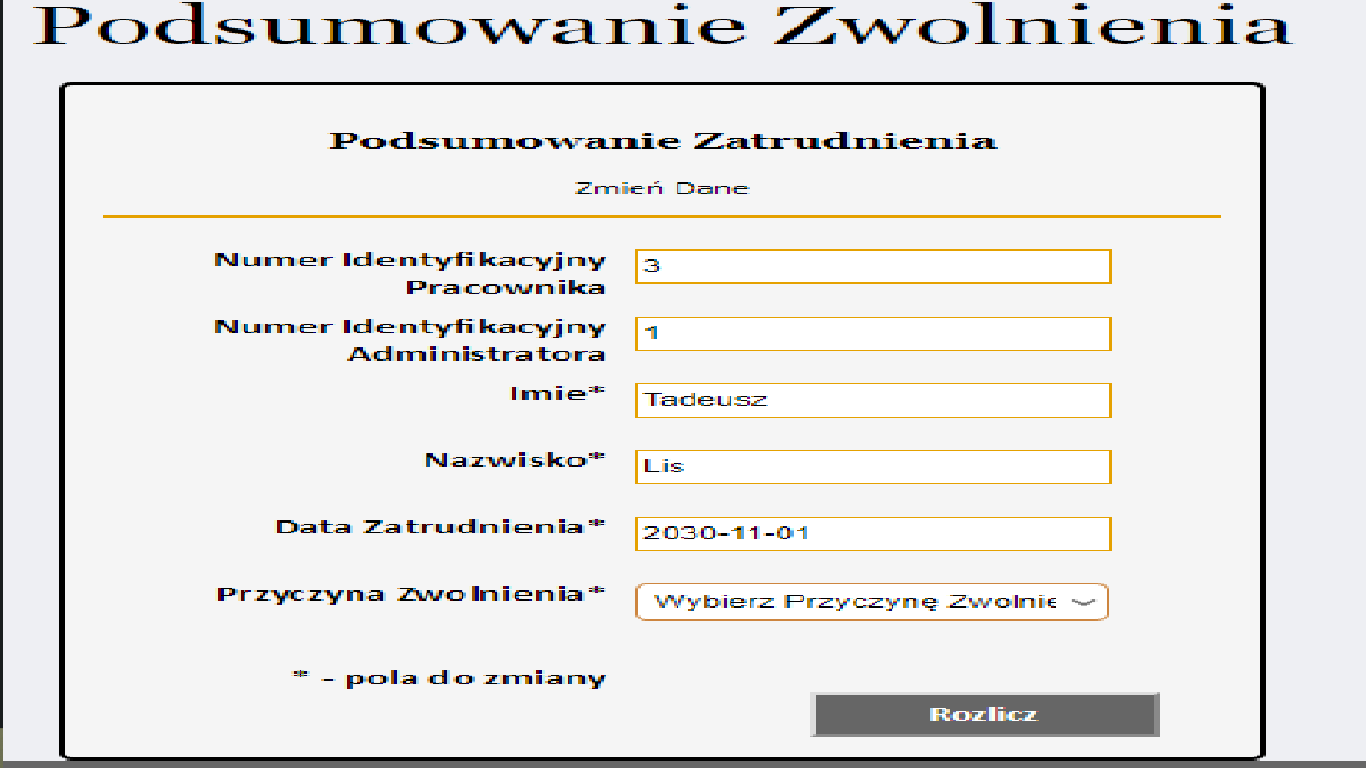 Podsumowanie Zwolnienia
Podsumowanie Zatrudnienia
Zmień Dane
Numer Identyfikacyjny
Pracownika
3
Numer Identyfikacyjny
Administratora
1
Imie*
Tadeusz
Nazwisko*
Lis
Data Zatrudnienia*
2030-11-01
Przyczyna Zwolnienia*
Wybierz Przyczynę Zwolnie
* - pola do zmiany
Rozlicz